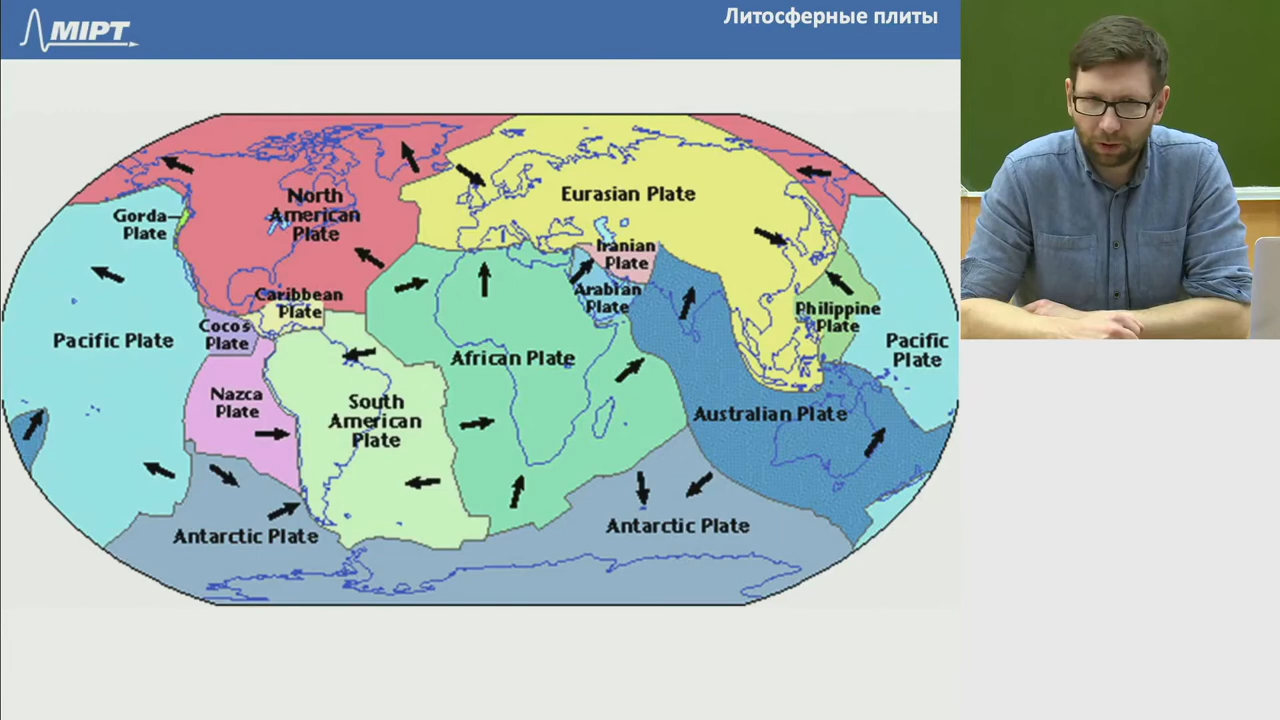 MIPT
Литосферные плиты
North
American
Plate
Eurasian Plate
Gorda
Plate
Iranian
Plate
Caribbean
Plate
Arabian
Plate
Cocos
Plate
Philippine
Plate
Pacific Plate
Pacific
Plate
African Plate
Nazca
Plate
South
American
Plate
Australian Plate
Antarctic Plate
Antarctic Plate